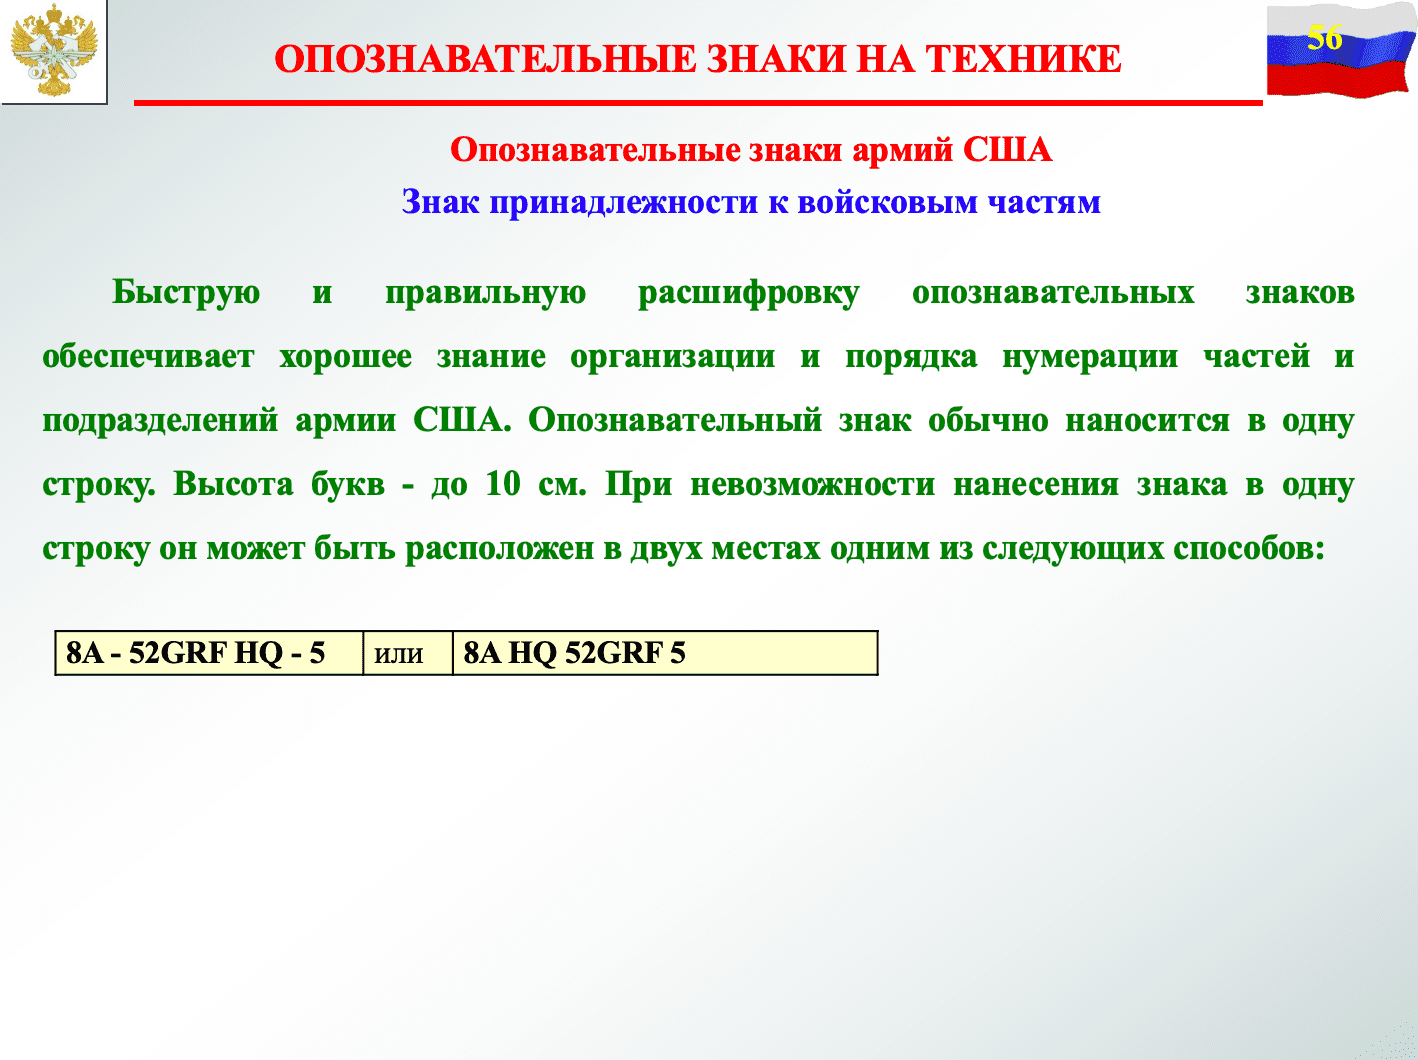 56
ОПОЗНАВАТЕЛЬНЫЕ ЗНАКИ НА ТЕХНИКЕ
Опознавательные знаки армий США
Знак принадлежности к войсковым частям
Быструю и правильную расшифровку опознавательных знаков
обеспечивает хорошее знание организации и порядка нумерации частей и
подразделений армии США. Опознавательный знак обычно наносится в одну
строку. Высота букв - до 10 см. При невозможности нанесения знака в одну
строку он может быть расположен в двух местах одним из следующих способов:
8A - 52GRF HQ - 5 или 8A HQ 52GRF 5